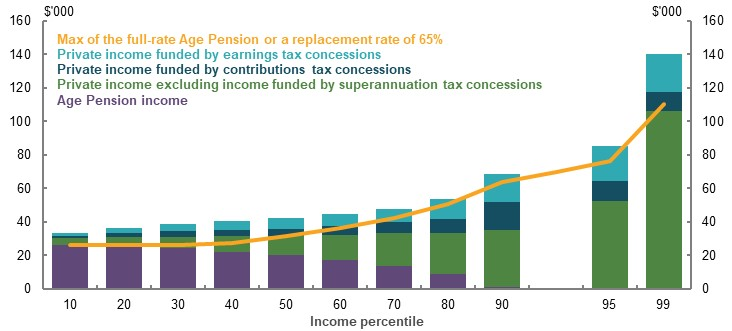 $'000 $'000
160 160
Max of the full-rate Age Pension or a replacement rate of 65%
140 140
Private income funded by earnings tax concessions
Private income funded by contributions tax concessions
120 120
Private income excluding income funded by superannuation tax concessions
Age Pension income
100 100
80 80
60 60
40 40
20 20
0 0
10 20 30 40 50 60 70 80 90 95 99
Income percentile